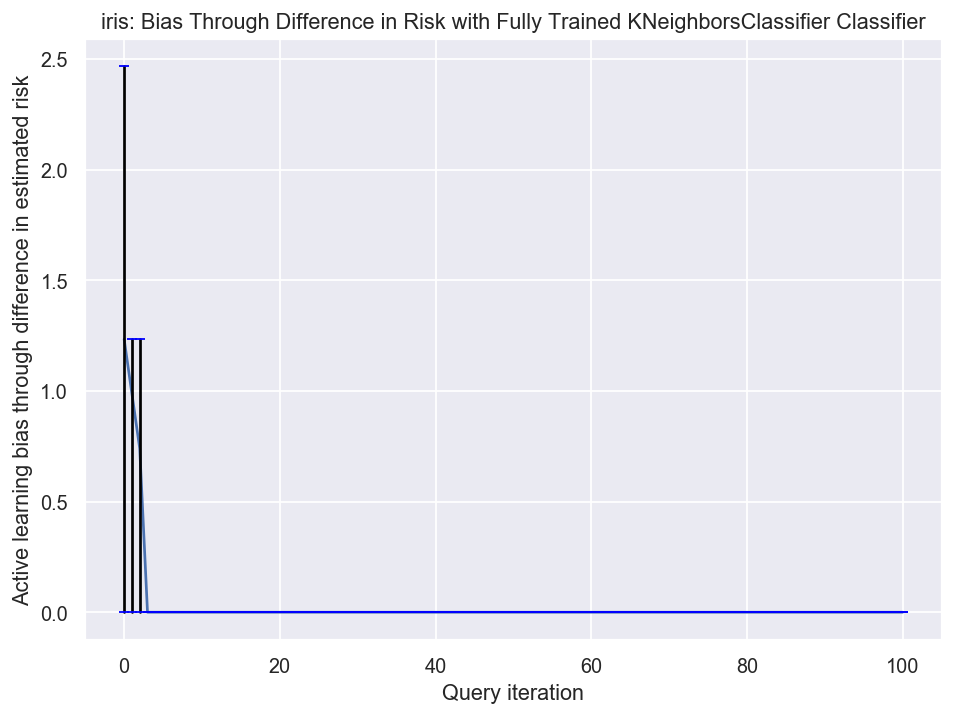 iris: Bias Through Difference in Risk with Fully Trained KNeighborsClassifier Classifier
Active learning bias through difference in estimated risk
2.5
2.0
1.5
1.0
0.5
0.0
0 20 40 60 80 100
Query iteration